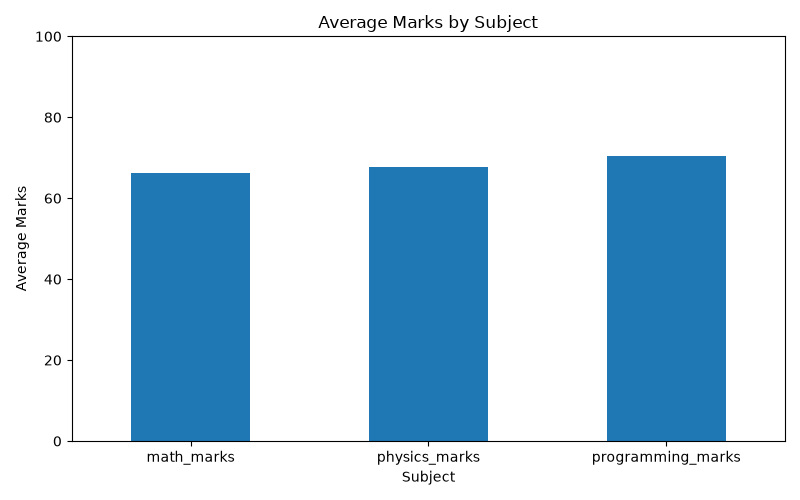 Average Marks by Subject
100
80
60
40
20
0
Average Marks
math_marks physics_marks programming_marks
Subject